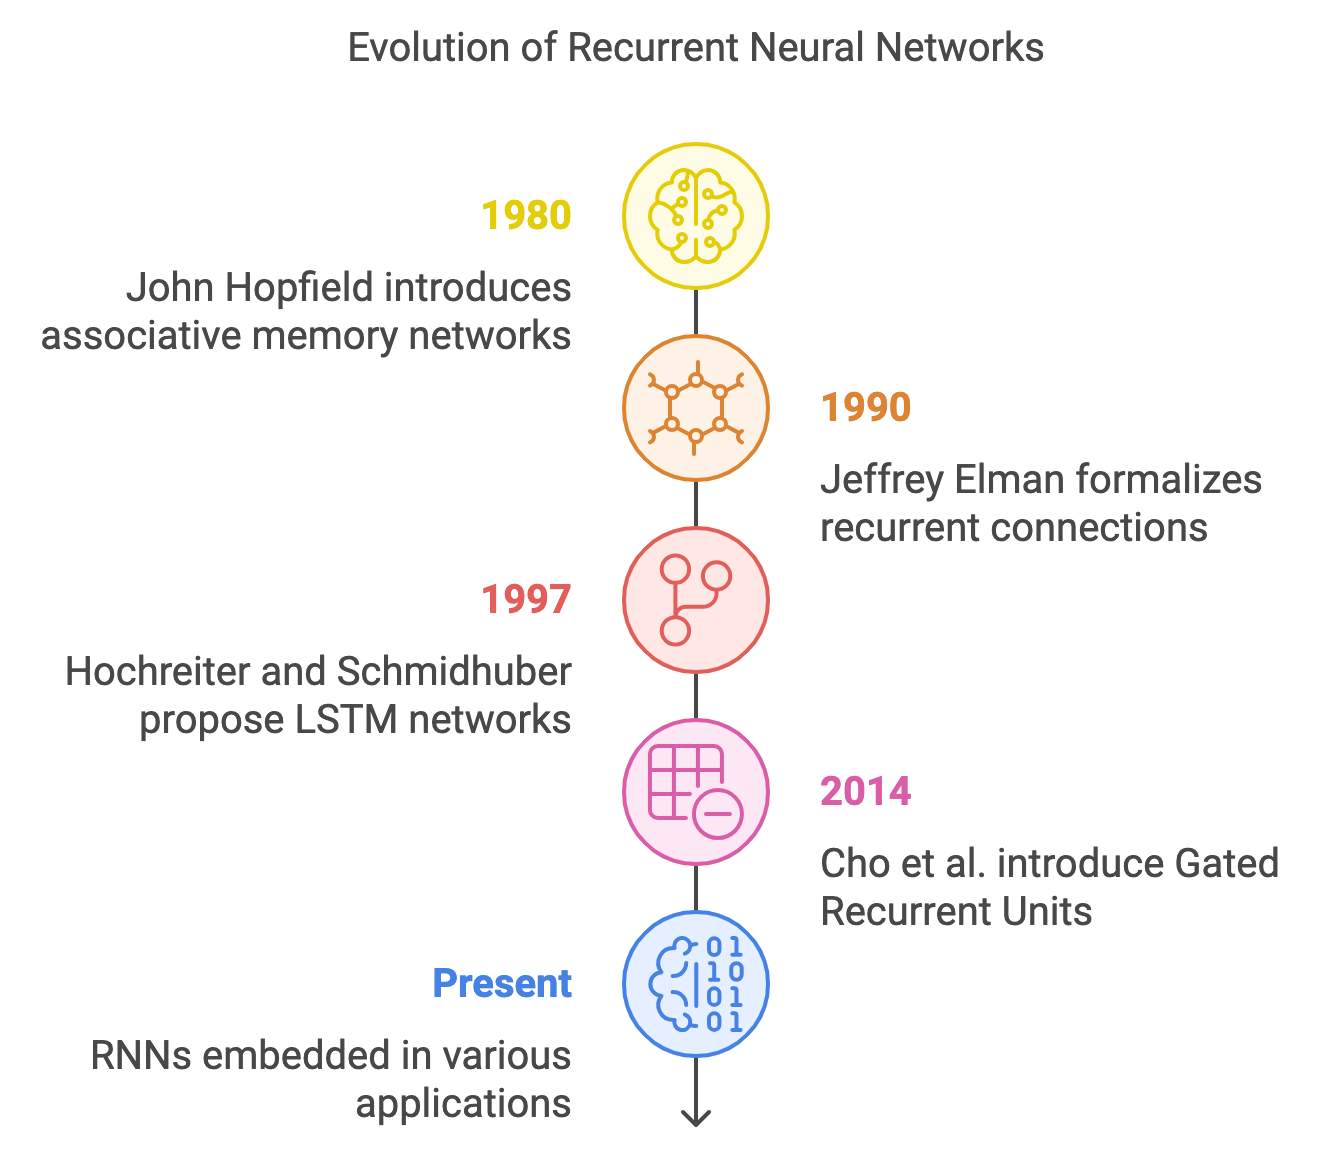 Evolution of Recurrent Neural Networks
1980
John Hopfield introduces
associative memory networks
1990
Jeffrey Elman formalizes
recurrent connections
1997
Hochreiter and Schmidhuber
propose LSTM networks
2014
Cho et al. introduce Gated
Recurrent Units
Present
RNNs embedded in various
applications
01
10
01
01